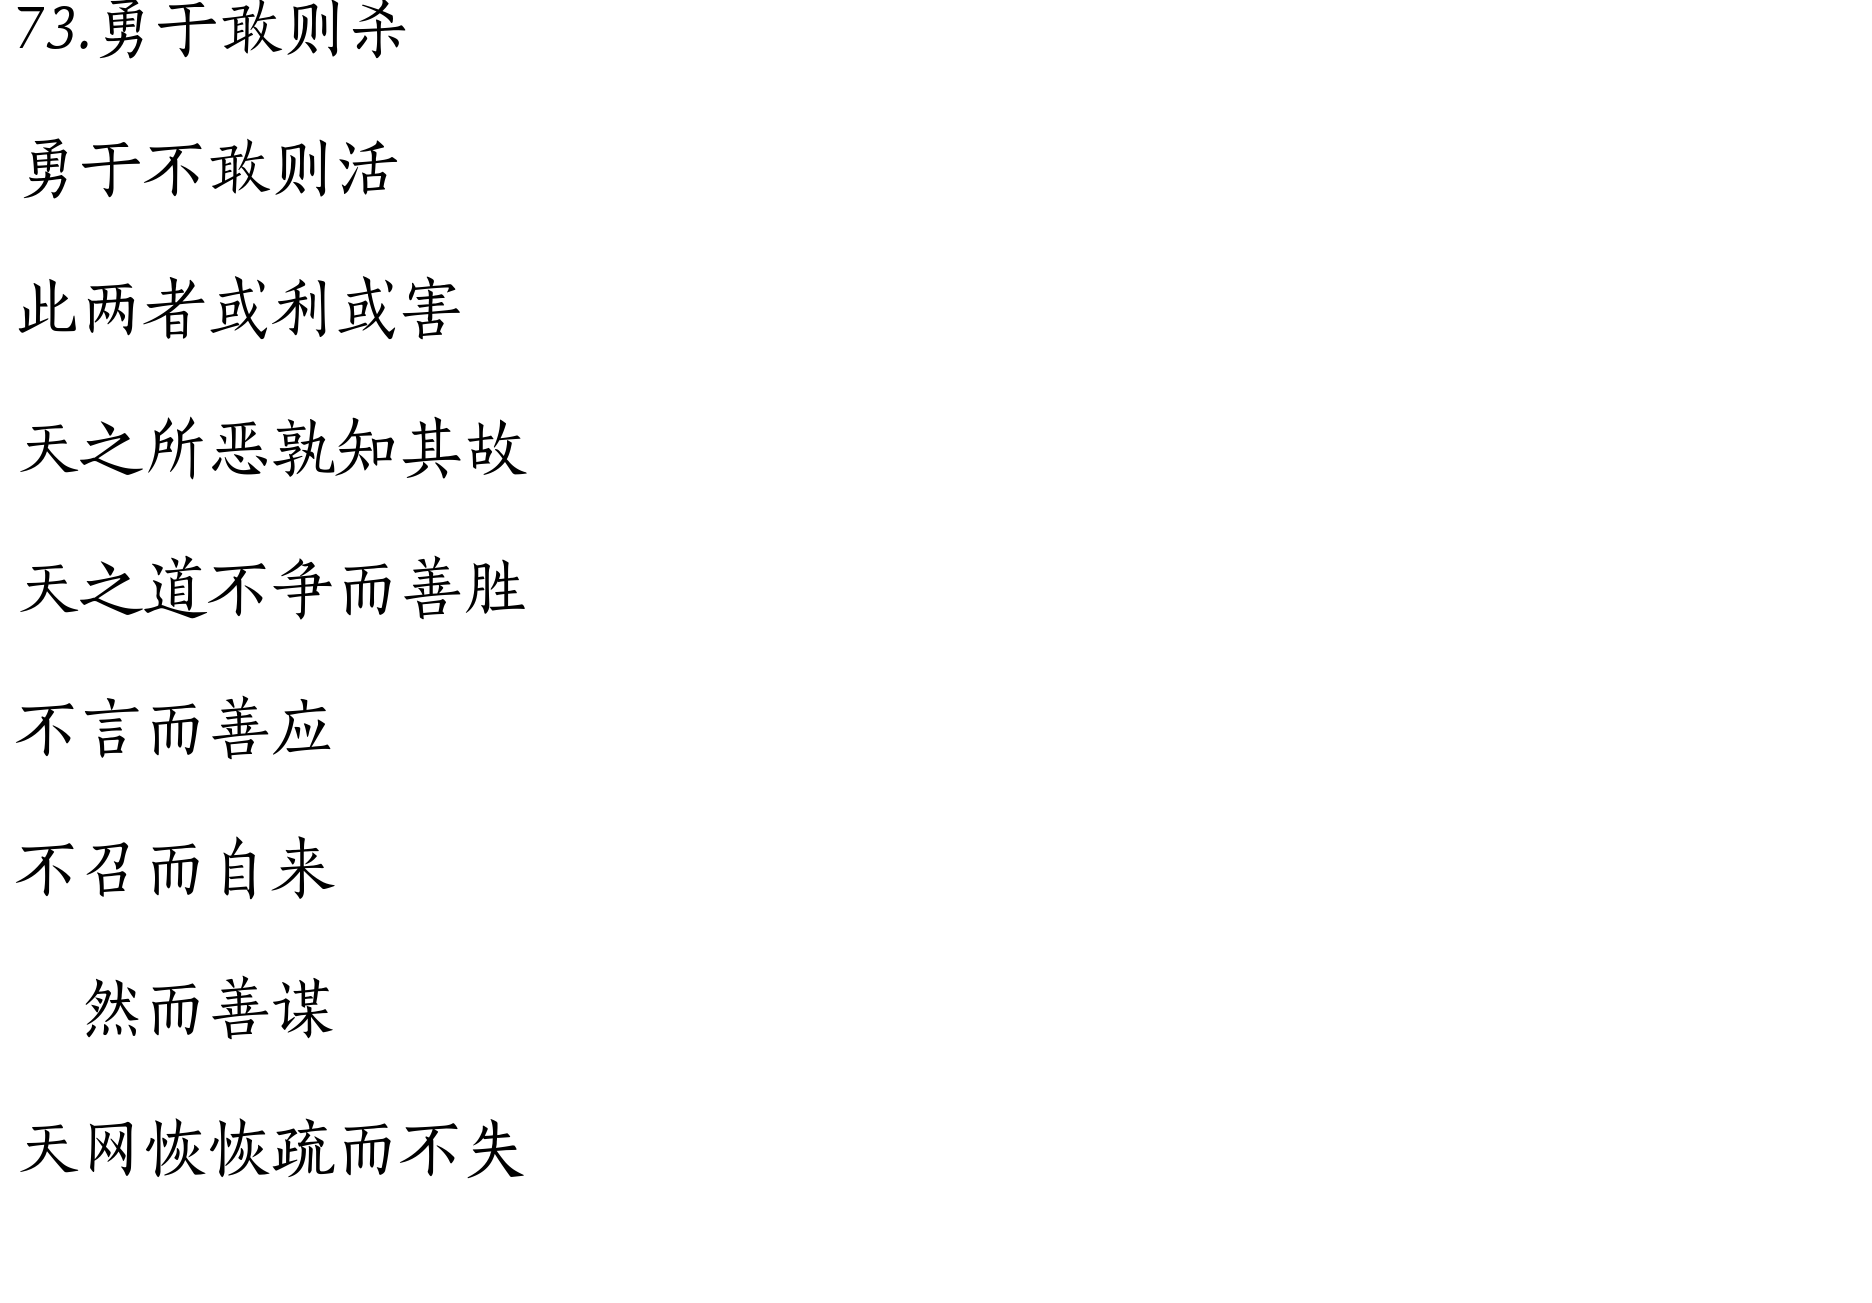 73.勇于敢则杀
勇于不敢则活
此两者或利或害
天之所恶孰知其故
天之道不争而善胜
不言而善应
不召而自来
然而善谋
天网恢恢疏而不失